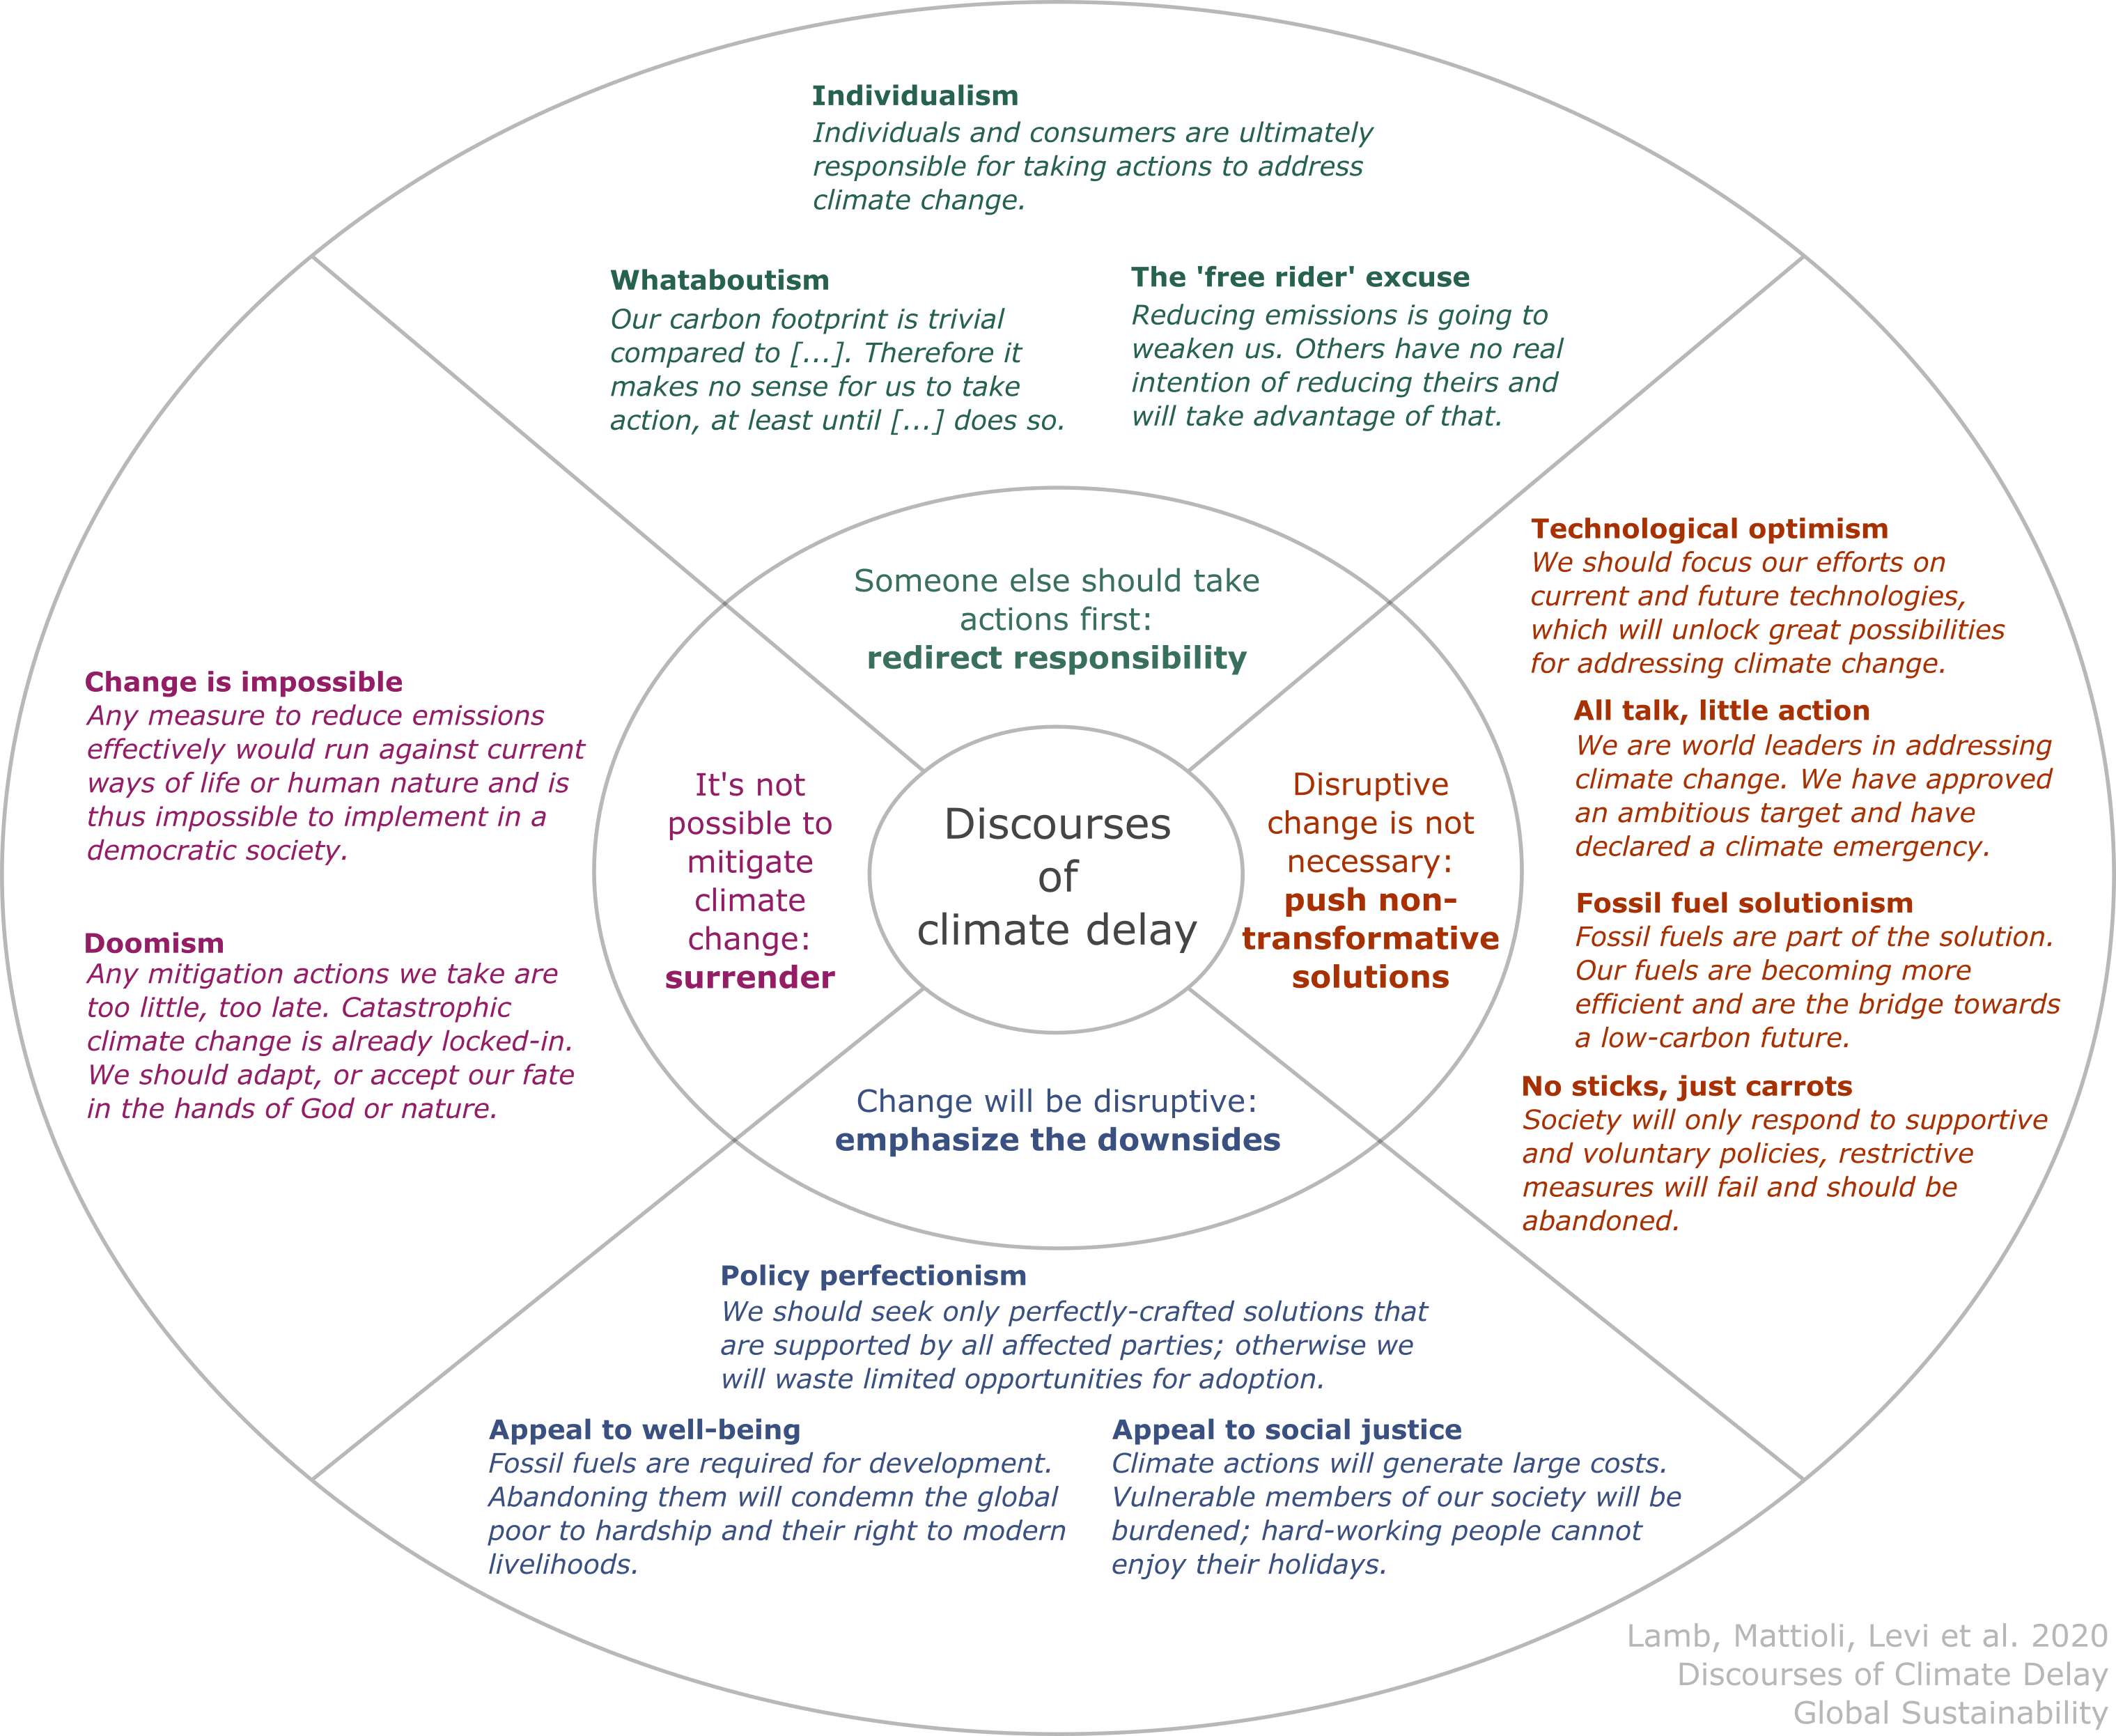 Individualism
Individuals and consumers are ultimately
responsible for taking actions to address
climate change.
Whataboutism
Our carbon footprint is trivial
compared to [...]. Therefore it
makes no sense for us to take
action, at least until [...] does so.
The 'free rider' excuse
Reducing emissions is going to
weaken us. Others have no real
intention of reducing theirs and
will take advantage of that.
Someone else should take
actions first:
redirect responsibility
Technological optimism
We should focus our efforts on
current and future technologies,
which will unlock great possibilities
for addressing climate change.
All talk, little action
We are world leaders in addressing
climate change. We have approved
an ambitious target and have
declared a climate emergency.
Fossil fuel solutionism
Fossil fuels are part of the solution.
Our fuels are becoming more
efficient and are the bridge towards
a low-carbon future.
No sticks, just carrots
Society will only respond to supportive
and voluntary policies, restrictive
measures will fail and should be
abandoned.
Disruptive
change is not
necessary:
push non-
transformative
solutions
Discourses
of
climate delay
It's not
possible to
mitigate
climate
change:
surrender
Change is impossible
Any measure to reduce emissions
effectively would run against current
ways of life or human nature and is
thus impossible to implement in a
democratic society.
Doomism
Any mitigation actions we take are
too little, too late. Catastrophic
climate change is already locked-in.
We should adapt, or accept our fate
in the hands of God or nature.
Change will be disruptive:
emphasize the downsides
Policy perfectionism
We should seek only perfectly-crafted solutions that
are supported by all affected parties; otherwise we
will waste limited opportunities for adoption.
Appeal to well-being
Fossil fuels are required for development.
Abandoning them will condemn the global
poor to hardship and their right to modern
livelihoods.
Appeal to social justice
Climate actions will generate large costs.
Vulnerable members of our society will be
burdened; hard-working people cannot
enjoy their holidays.
Lamb, Mattioli, Levi et al. 2020
Discourses of Climate Delay
Global Sustainability